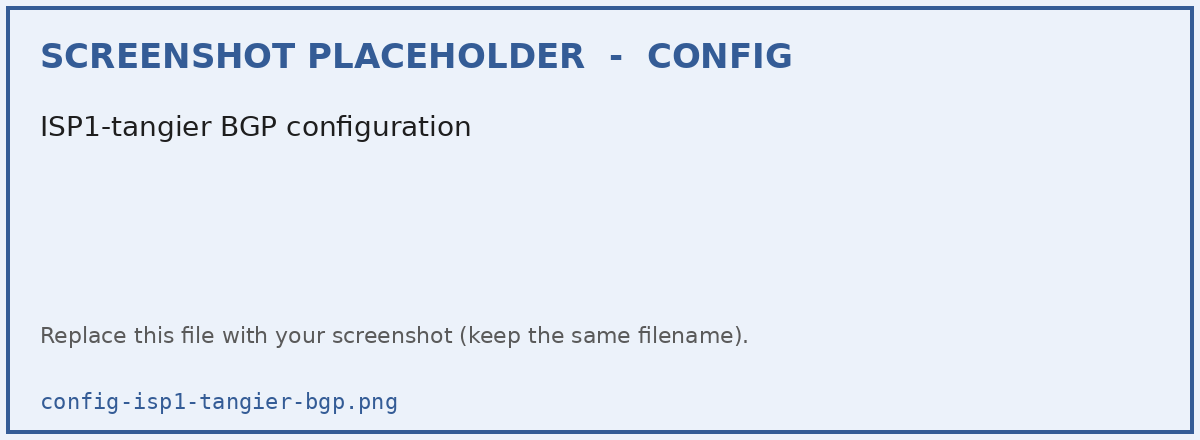 SCREENSHOT PLACEHOLDER - CONFIG
ISP1-tangier BGP configuration
Replace this file with your screenshot (keep the same filename).
config-isp1-tangier-bgp.png